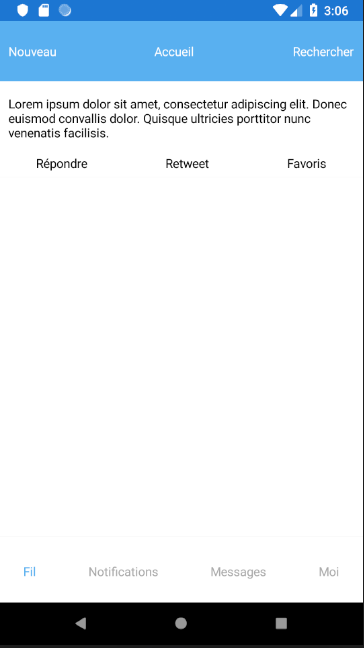 3:06
Nouveau Accueil Rechercher
Lorem ipsum dolor sit amet, consectetur adipiscing elit. Donec
euismod convallis dolor. Quisque ultricies porttitor nunc
venenatis facilisis.
Répondre Retweet Favoris
Fil Notifications Messages Moi